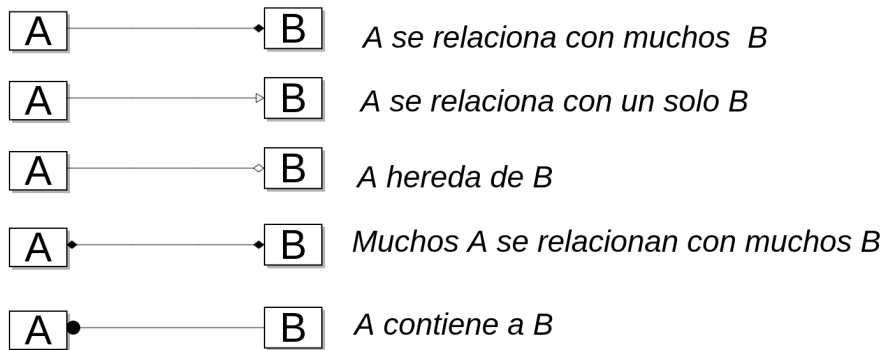 A B A se relaciona con muchos B
A B A se relaciona con un solo B
A B A hereda de B
A B Muchos A se relacionan con muchos B
A B A contiene a B